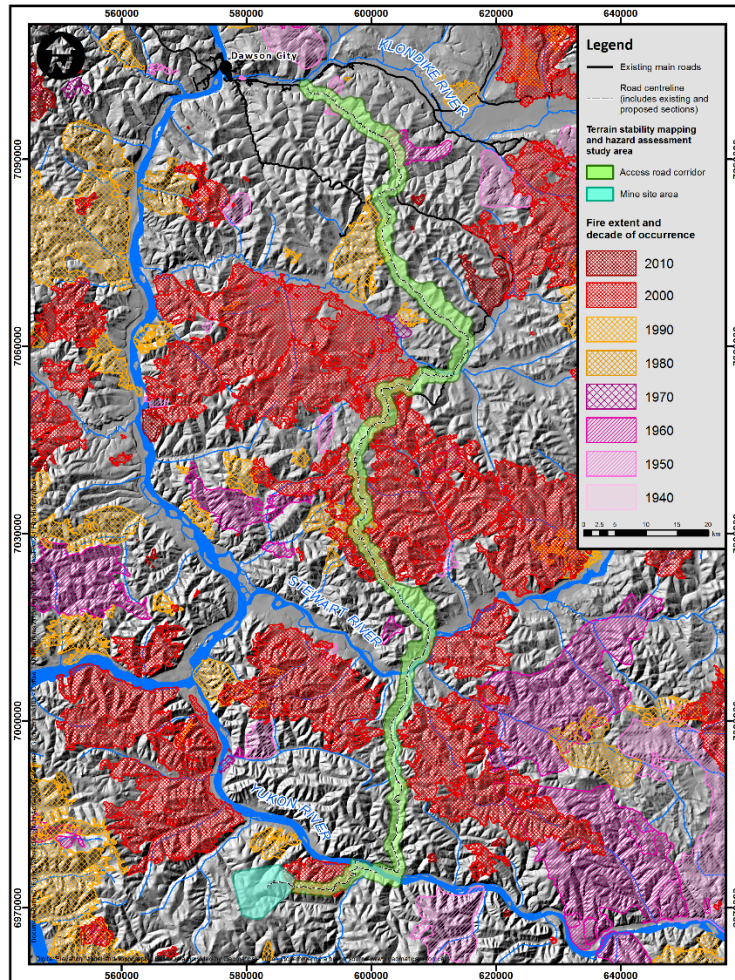 560000 580000 600000 620000 640000
Dawson City
KLONDIKE RIVER
Legend
Existing main roads
Road centreline
(includes existing and
proposed sections)
Terrain stability mapping
and hazard assessment
study area
Access road corridor
Mine site area
Fire extent and
decade of occurrence
2010
2000
1990
1980
1970
1960
1950
1940
0 2.5 5 10 15 20
km
7090000
7060000
7030000
7000000
6970000
STEWART RIVER
YUKON RIVER
560000 580000 600000 620000 640000